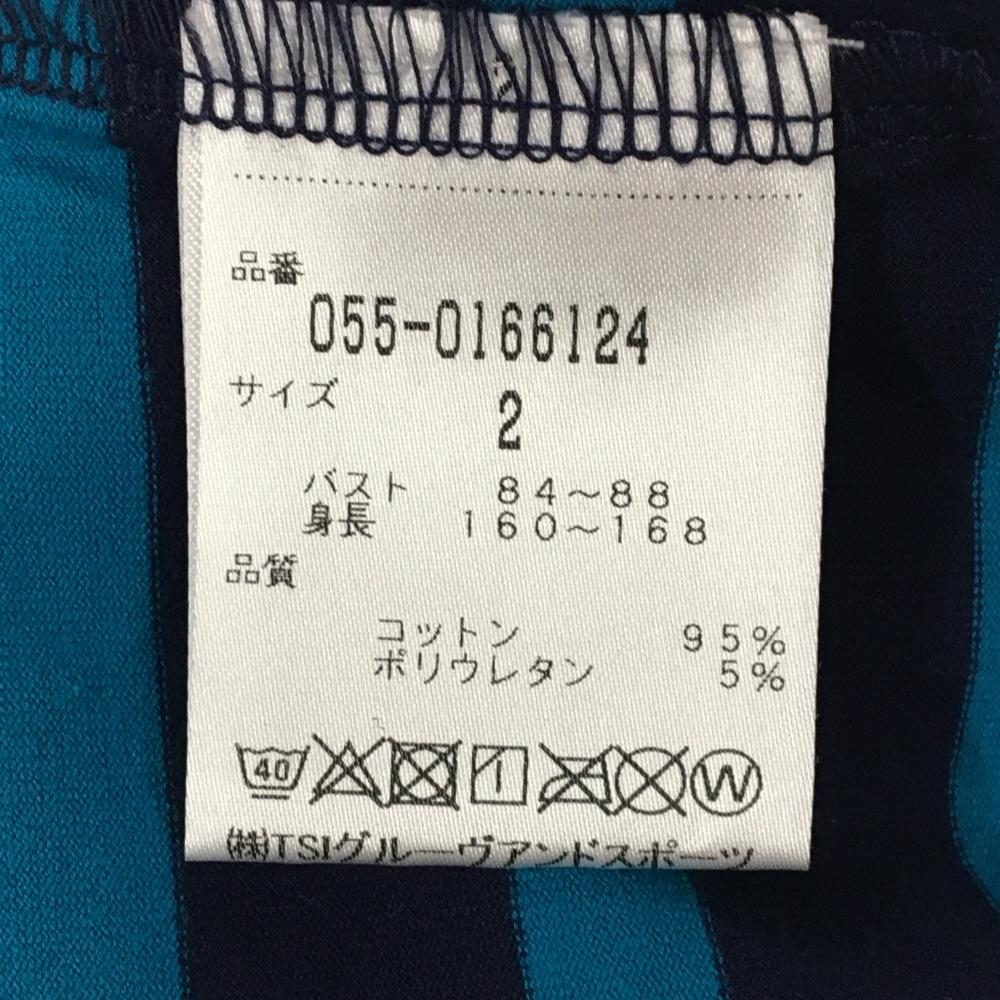 品番
055-0166124
サイズ
2
バスト 84～88
身長 160～168
品質
コットン 95%
ポリウレタン 5%
40 W
㈱TSIグルーヴアンドスポーツ